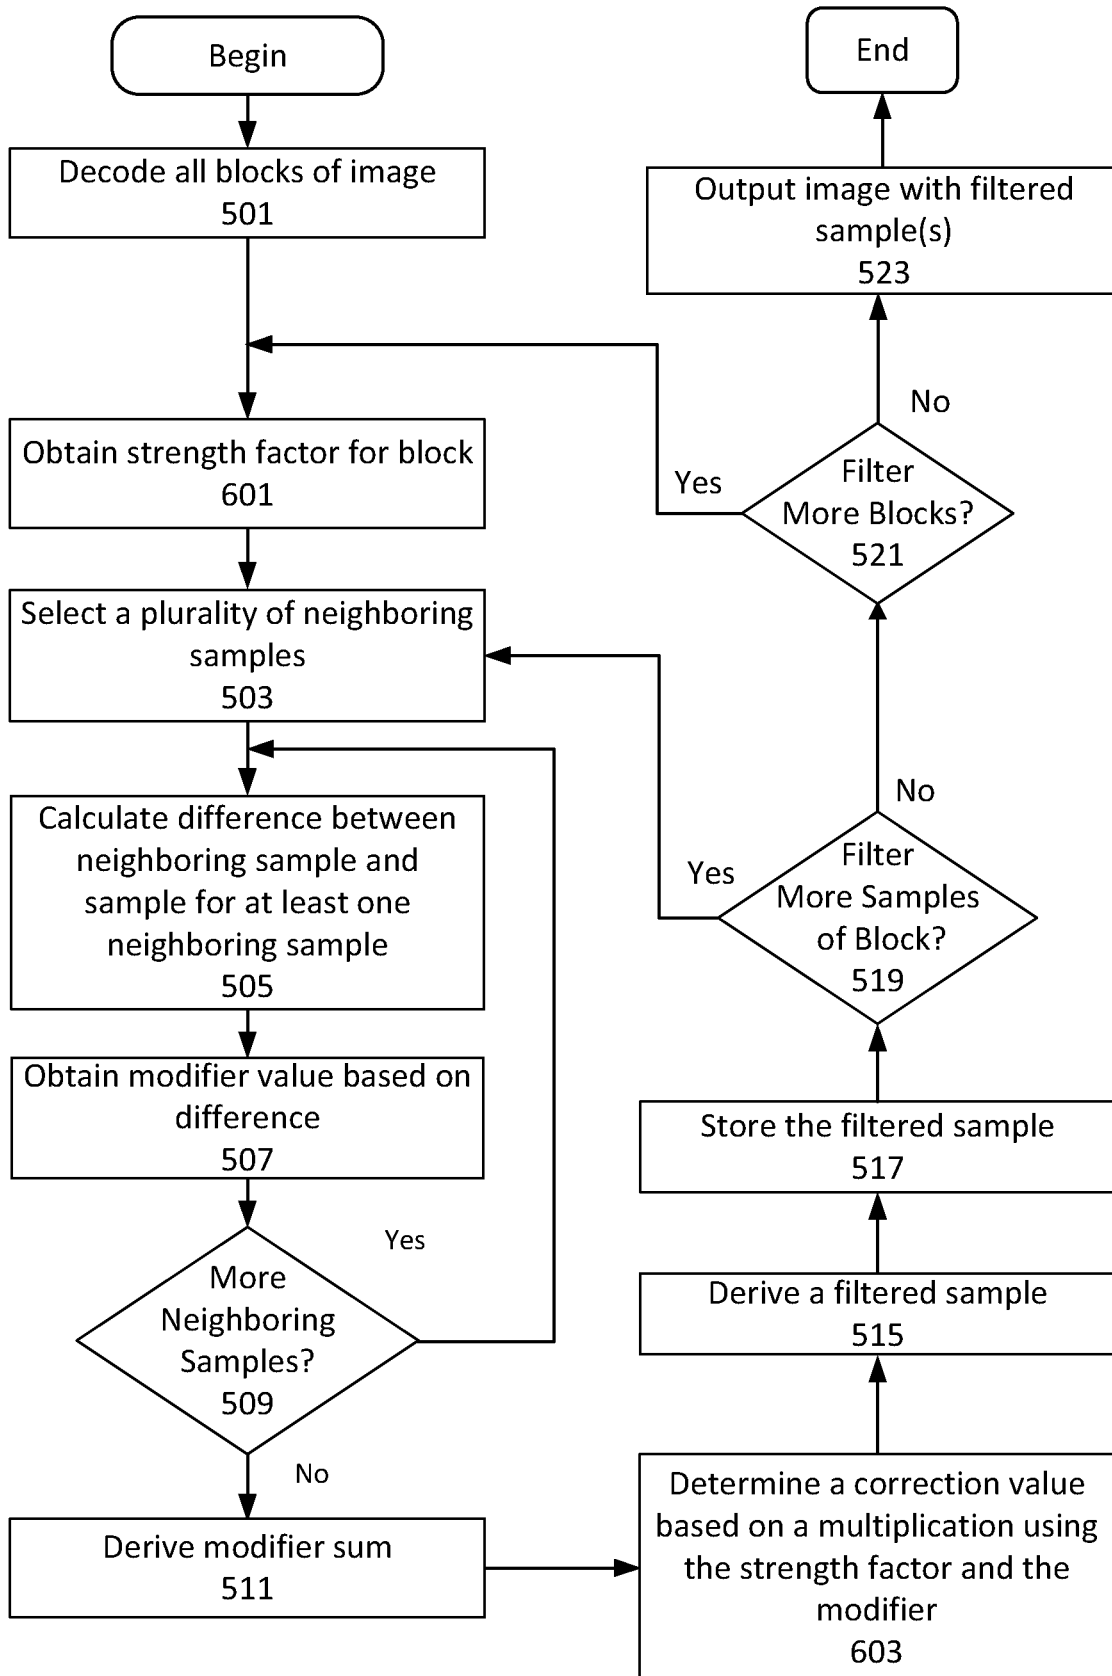 Begin
Decode all blocks of image
501
Obtain strength factor for block
601
Select a plurality of neighboring
samples
503
Calculate difference between
neighboring sample and
sample for at least one
neighboring sample
505
Obtain modifier value based on
difference
507
Yes
More
Neighboring
Samples?
509
No
Derive modifier sum
511
Determine a correction value
based on a multiplication using
the strength factor and the
modifier
603
Derive a filtered sample
515
Store the filtered sample
517
Yes
Filter
More Samples
of Block?
519
No
Yes
Filter
More Blocks?
521
No
Output image with filtered
sample(s)
523
End